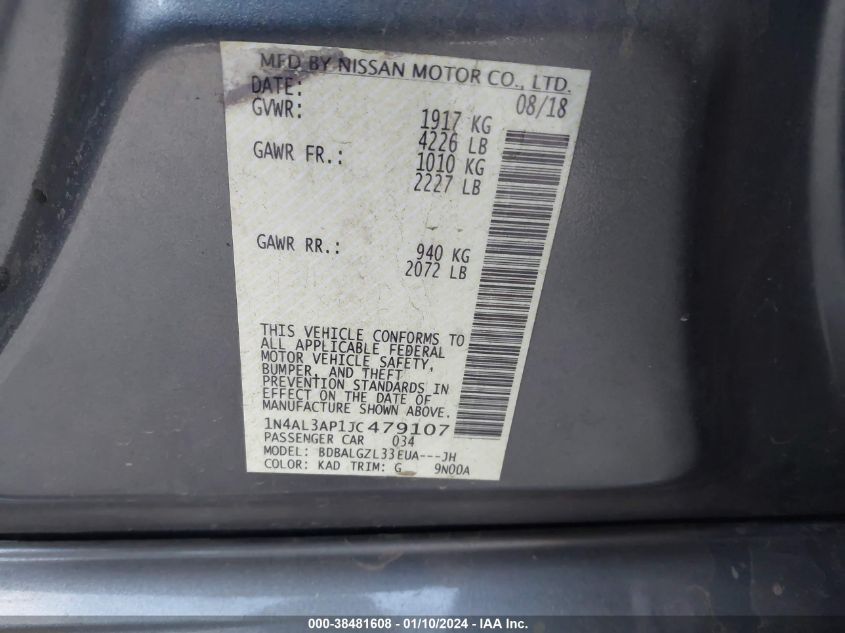 MFD BY NISSAN MOTOR CO., LTD.
DATE: 08/18
GVWR: 1917 KG
4226 LB
GAWR FR.: 1010 KG
2227 LB
GAWR RR.: 940 KG
2072 LB
THIS VEHICLE CONFORMS TO
ALL APPLICABLE FEDERAL
MOTOR VEHICLE SAFETY,
BUMPER, AND THEFT
PREVENTION STANDARDS IN
EFFECT ON THE DATE OF
MANUFACTURE SHOWN ABOVE.
1N4AL3AP1JC479107
PASSENGER CAR 034
MODEL: BDBALGZL33EUA---JH
COLOR: KAD TRIM: G 9N00A
000-38481608 - 01/10/2024 - IAA Inc.